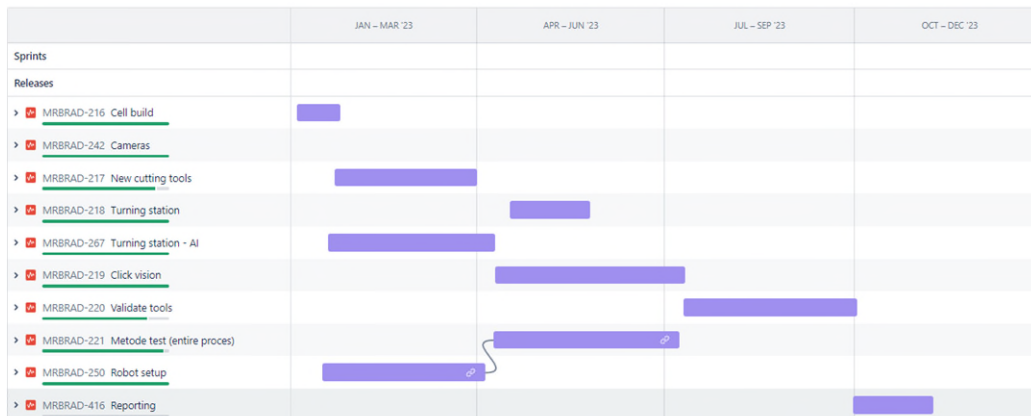 JAN – MAR '23 APR – JUN '23 JUL – SEP '23 OCT – DEC '23
Sprints
Releases
MRBRAD-216 Cell build
MRBRAD-242 Cameras
MRBRAD-217 New cutting tools
MRBRAD-218 Turning station
MRBRAD-267 Turning station - AI
MRBRAD-219 Click vision
MRBRAD-220 Validate tools
MRBRAD-221 Metode test (entire proces)
MRBRAD-250 Robot setup
MRBRAD-416 Reporting